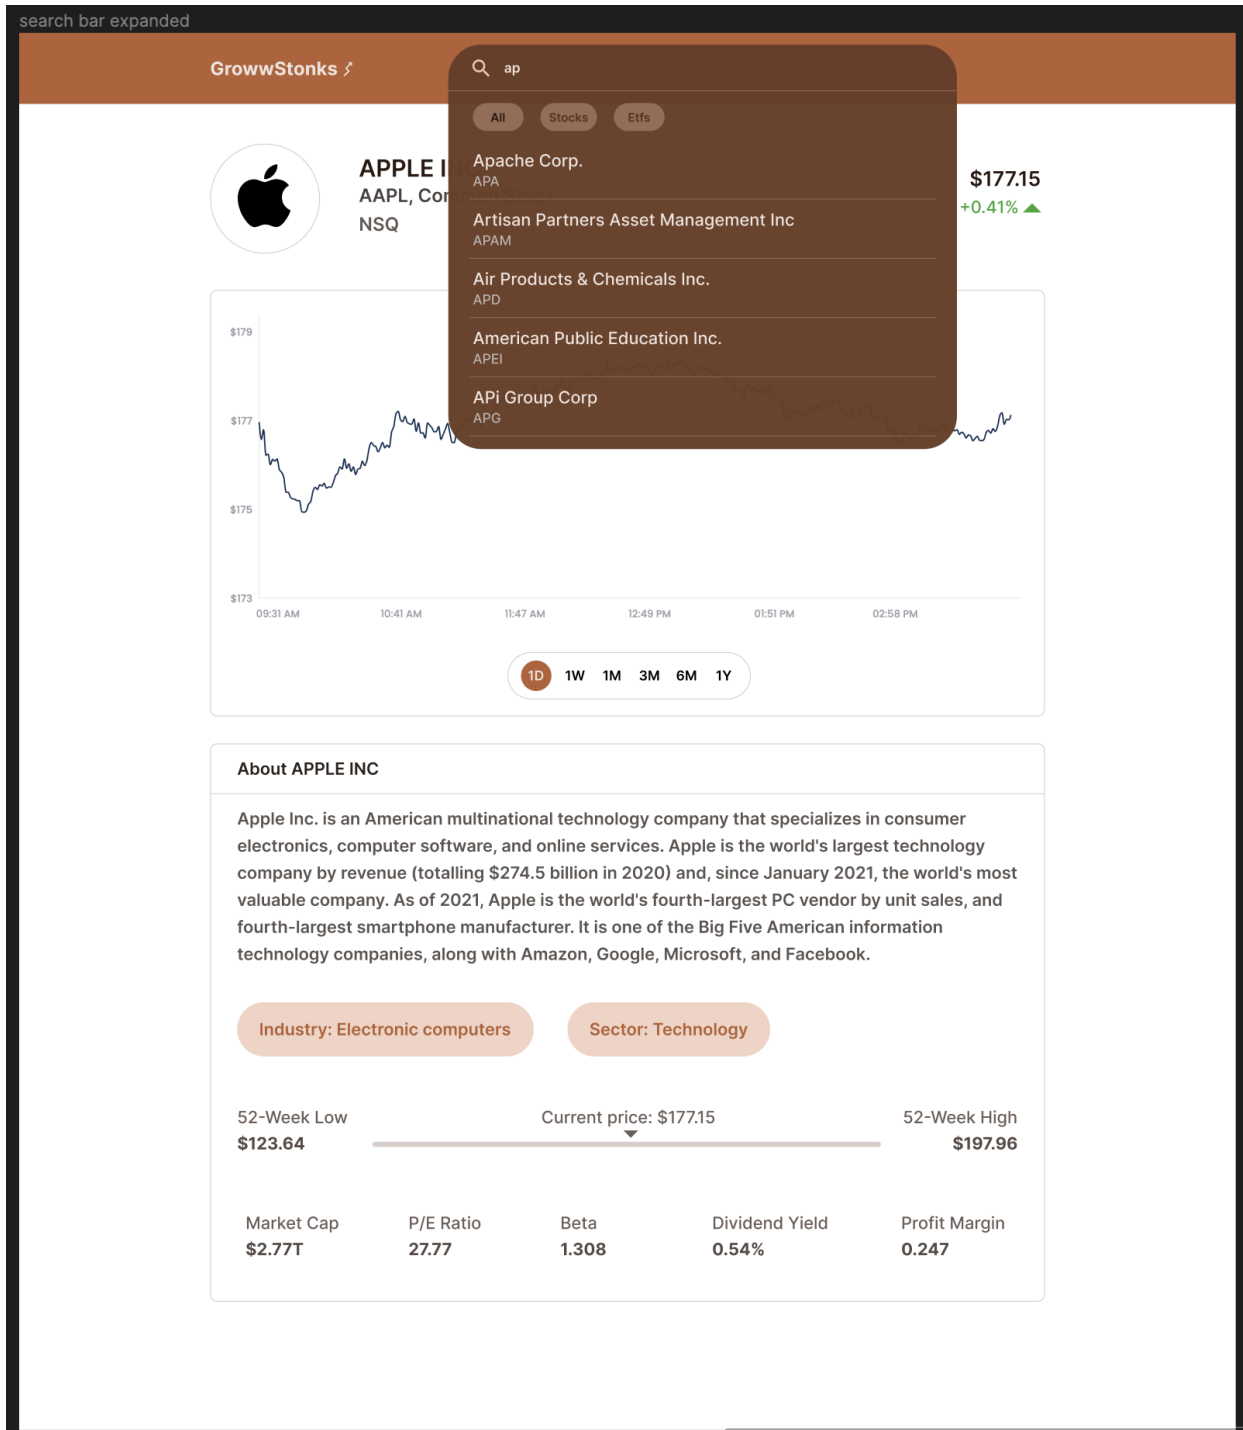 search bar expanded
GrowwStonks
ap
All Stocks Etfs
Apache Corp.
APA
Artisan Partners Asset Management Inc
APAM
Air Products & Chemicals Inc.
APD
American Public Education Inc.
APEI
APi Group Corp
APG
APPLE INC
AAPL, Common Stock
NSQ
$177.15
+0.41%
$179
$177
$175
$173
09:31 AM 10:41 AM 11:47 AM 12:49 PM 01:51 PM 02:58 PM
1D 1W 1M 3M 6M 1Y
About APPLE INC
Apple Inc. is an American multinational technology company that specializes in consumer
electronics, computer software, and online services. Apple is the world's largest technology
company by revenue (totalling $274.5 billion in 2020) and, since January 2021, the world's most
valuable company. As of 2021, Apple is the world's fourth-largest PC vendor by unit sales, and
fourth-largest smartphone manufacturer. It is one of the Big Five American information
technology companies, along with Amazon, Google, Microsoft, and Facebook.
Industry: Electronic computers Sector: Technology
52-Week Low Current price: $177.15 52-Week High
$123.64 $197.96
Market Cap P/E Ratio Beta Dividend Yield Profit Margin
$2.77T 27.77 1.308 0.54% 0.247